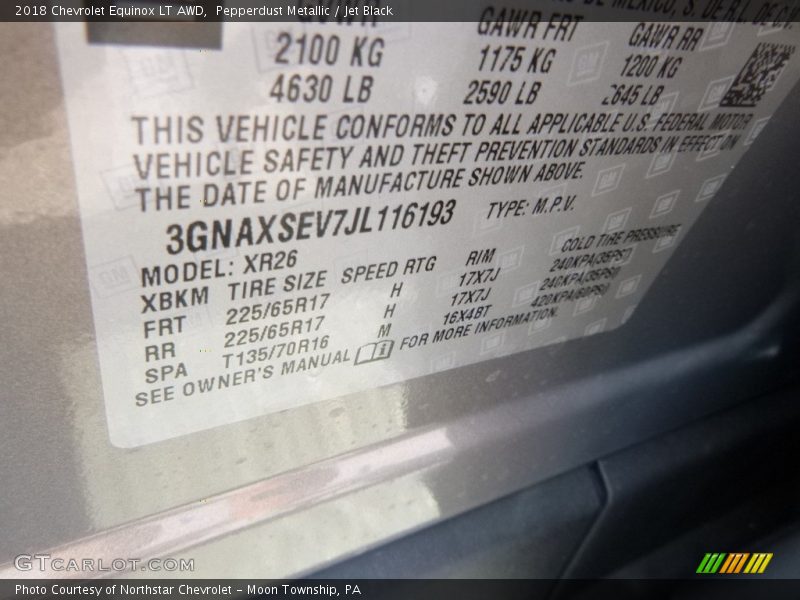 2018 Chevrolet Equinox LT AWD, Pepperdust Metallic / Jet Black
DE MEXICO, S. DE R.L. DE C.V.
GVWR GAWR FRT GAWR RR
2100 KG 1175 KG 1200 KG
4630 LB 2590 LB 2645 LB
THIS VEHICLE CONFORMS TO ALL APPLICABLE U.S. FEDERAL MOTOR
VEHICLE SAFETY AND THEFT PREVENTION STANDARDS IN EFFECT ON
THE DATE OF MANUFACTURE SHOWN ABOVE.
3GNAXSEV7JL116193 TYPE: M.P.V.
MODEL: XR26
XBKM TIRE SIZE SPEED RTG RIM COLD TIRE PRESSURE
FRT 225/65R17 H 17X7J 240KPA(35PSI)
RR 225/65R17 H 17X7J 240KPA(35PSI)
SPA T135/70R16 M 16X4BT 420KPA(60PSI)
SEE OWNER'S MANUAL FOR MORE INFORMATION.
GTCARLOT.COM
Photo Courtesy of Northstar Chevrolet - Moon Township, PA